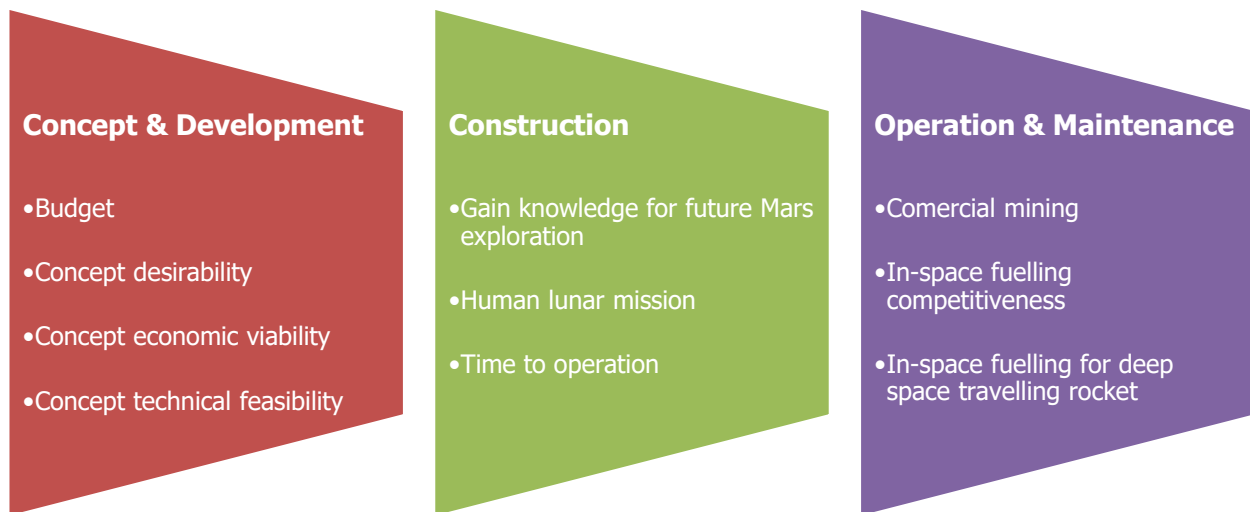 Concept & Development
•Budget
•Concept desirability
•Concept economic viability
•Concept technical feasibility
Construction
•Gain knowledge for future Mars
exploration
•Human lunar mission
•Time to operation
Operation & Maintenance
•Comercial mining
•In-space fuelling
competitiveness
•In-space fuelling for deep
space travelling rocket